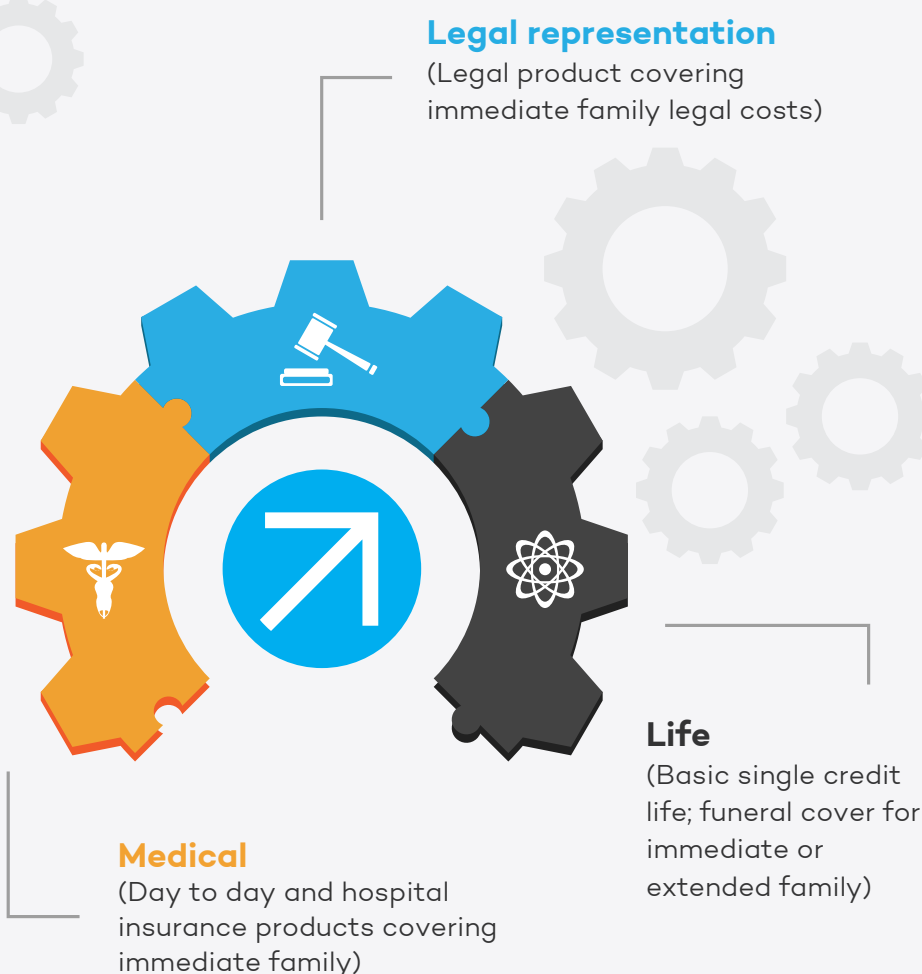 Legal representation
(Legal product covering
immediate family legal costs)
Life
(Basic single credit
life; funeral cover for
immediate or
extended family)
Medical
(Day to day and hospital
insurance products covering
immediate family)